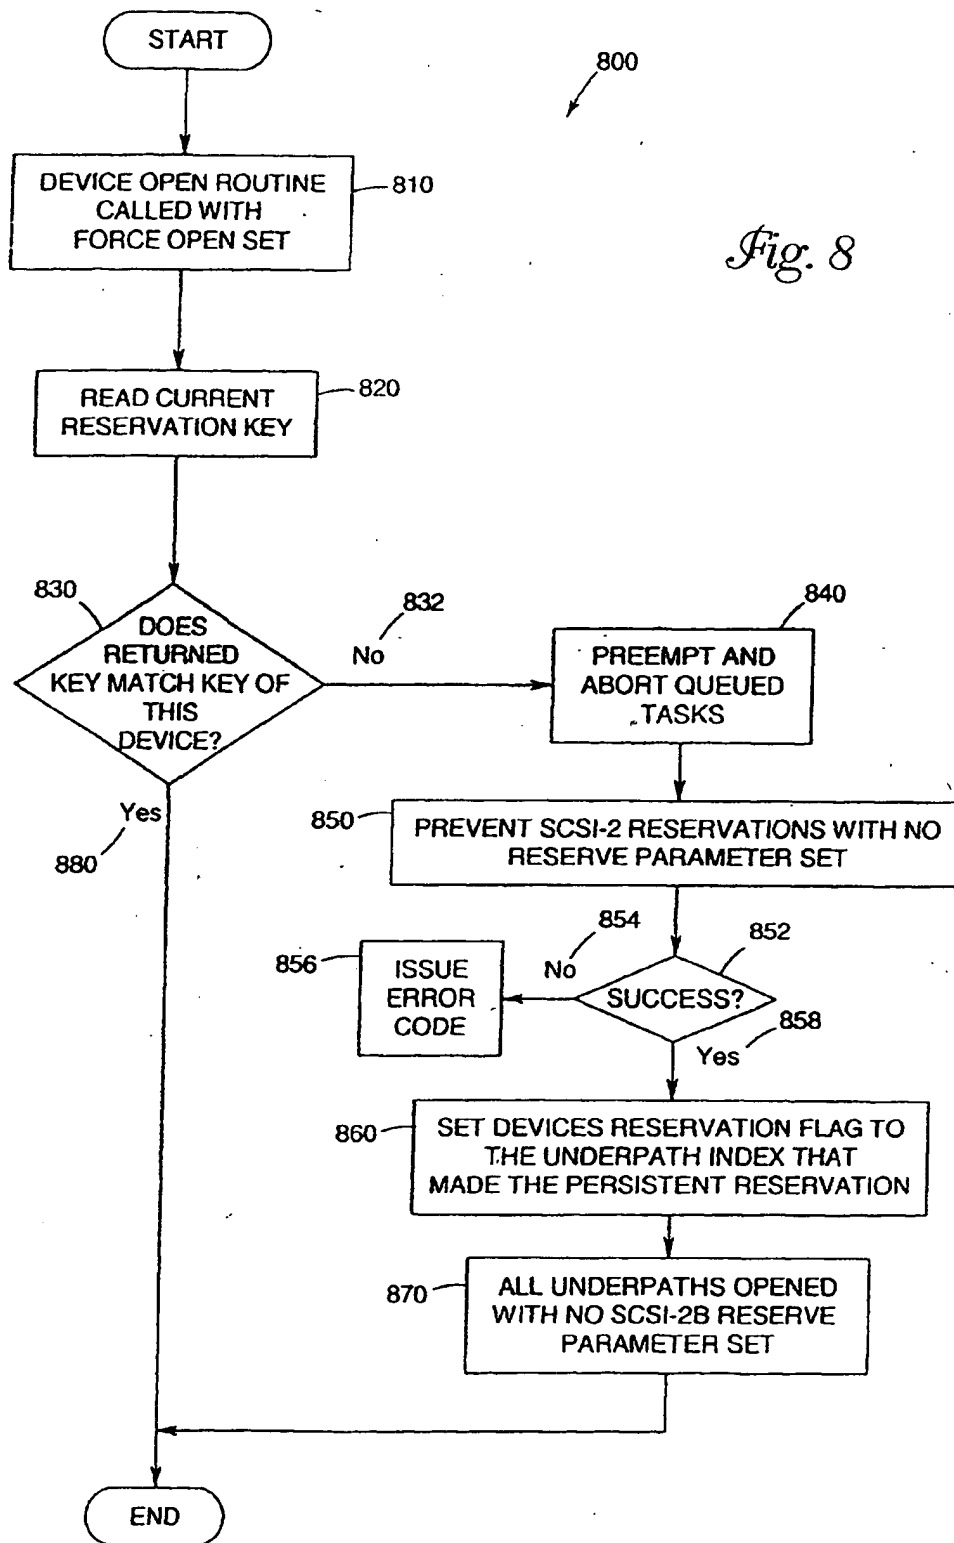 START
800
DEVICE OPEN ROUTINE
CALLED WITH
FORCE OPEN SET
810
Fig. 8
READ CURRENT
RESERVATION KEY
820
830
DOES
RETURNED
KEY MATCH KEY OF
THIS
DEVICE?
832
No
840
PREEMPT AND
ABORT QUEUED
TASKS
Yes
880
850
PREVENT SCSI-2 RESERVATIONS WITH NO
RESERVE PARAMETER SET
854
852
No
SUCCESS?
856
ISSUE
ERROR
CODE
858
Yes
860
SET DEVICES RESERVATION FLAG TO
THE UNDERPATH INDEX THAT
MADE THE PERSISTENT RESERVATION
870
ALL UNDERPATHS OPENED
WITH NO SCSI-2B RESERVE
PARAMETER SET
END